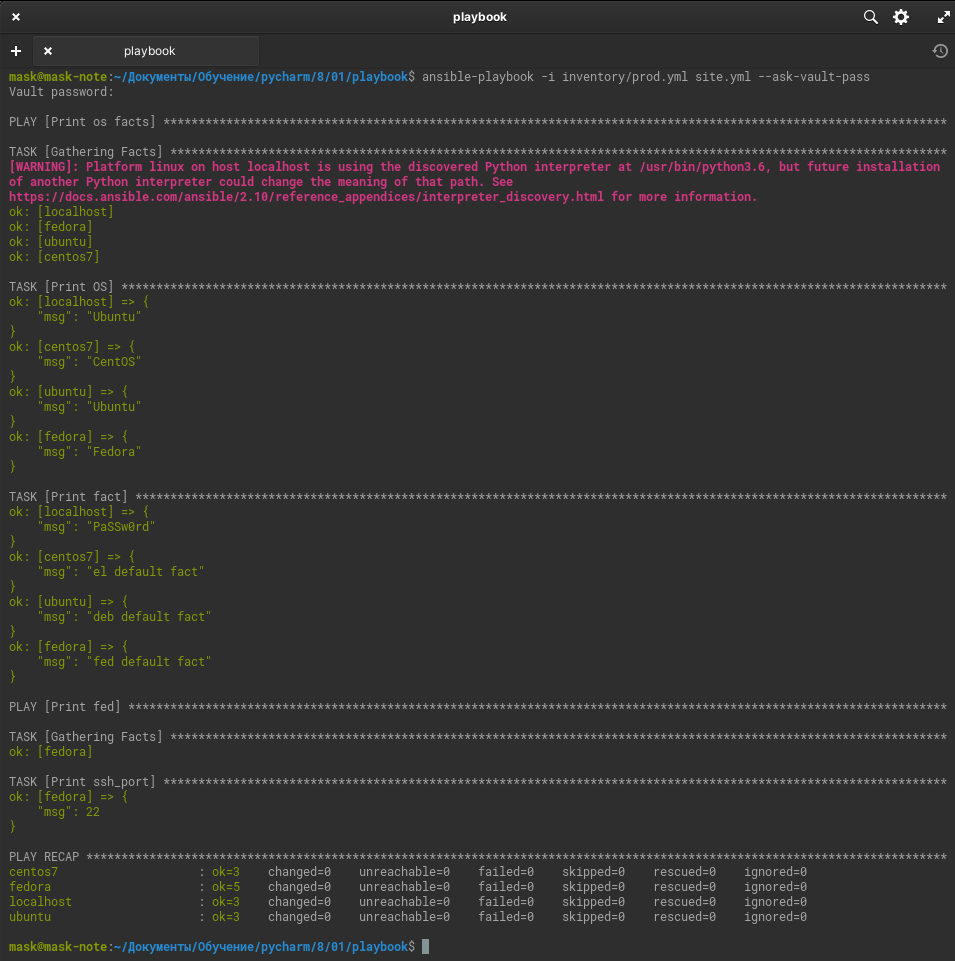 playbook
playbook
mask@mask-note:~/Документы/Обучение/pycharm/8/01/playbook$ ansible-playbook -i inventory/prod.yml site.yml --ask-vault-pass
Vault password:
PLAY [Print os facts] ****************************************************************************************************************
TASK [Gathering Facts] ***************************************************************************************************************
[WARNING]: Platform linux on host localhost is using the discovered Python interpreter at /usr/bin/python3.6, but future installation
of another Python interpreter could change the meaning of that path. See
https://docs.ansible.com/ansible/2.10/reference_appendices/interpreter_discovery.html for more information.
ok: [localhost]
ok: [fedora]
ok: [ubuntu]
ok: [centos7]
TASK [Print OS] **********************************************************************************************************************
ok: [localhost] => {
    "msg": "Ubuntu"
}
ok: [centos7] => {
    "msg": "CentOS"
}
ok: [ubuntu] => {
    "msg": "Ubuntu"
}
ok: [fedora] => {
    "msg": "Fedora"
}
TASK [Print fact] ********************************************************************************************************************
ok: [localhost] => {
    "msg": "PaSSw0rd"
}
ok: [centos7] => {
    "msg": "el default fact"
}
ok: [ubuntu] => {
    "msg": "deb default fact"
}
ok: [fedora] => {
    "msg": "fed default fact"
}
PLAY [Print fed] *********************************************************************************************************************
TASK [Gathering Facts] ***************************************************************************************************************
ok: [fedora]
TASK [Print ssh_port] ****************************************************************************************************************
ok: [fedora] => {
    "msg": 22
}
PLAY RECAP ***************************************************************************************************************************
centos7                    : ok=3    changed=0    unreachable=0    failed=0    skipped=0    rescued=0    ignored=0
fedora                     : ok=5    changed=0    unreachable=0    failed=0    skipped=0    rescued=0    ignored=0
localhost                  : ok=3    changed=0    unreachable=0    failed=0    skipped=0    rescued=0    ignored=0
ubuntu                     : ok=3    changed=0    unreachable=0    failed=0    skipped=0    rescued=0    ignored=0
mask@mask-note:~/Документы/Обучение/pycharm/8/01/playbook$